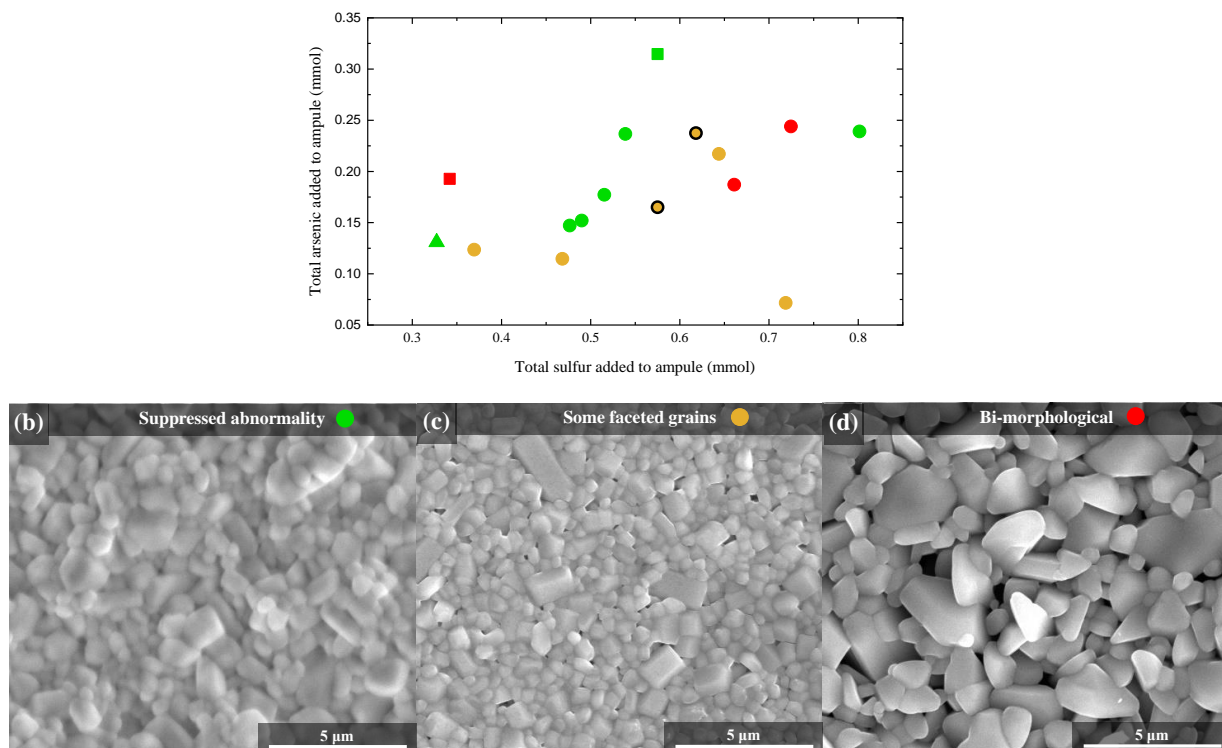 0.35
0.30
0.25
0.20
0.15
0.10
0.05
Total arsenic added to ampule (mmol)
0.3 0.4 0.5 0.6 0.7 0.8
Total sulfur added to ampule (mmol)
(b) Suppressed abnormality
(c) Some faceted grains
(d) Bi-morphological
5 µm
5 µm
5 µm